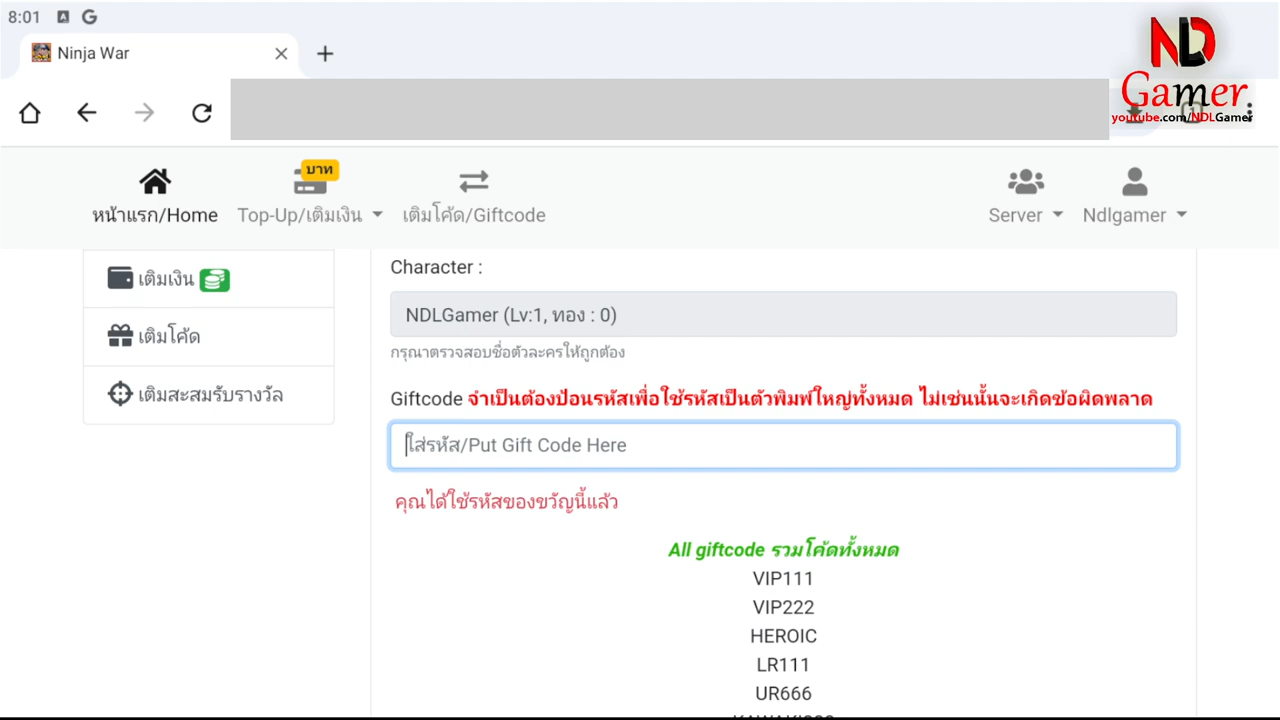 8:01
Ninja War
ND
Gamer
youtube.com/NDLGamer
บาท
หน้าแรก/Home
Top-Up/เติมเงิน
เติมโค้ด/Giftcode
Server
Ndlgamer
เติมเงิน
เติมโค้ด
เติมสะสมรับรางวัล
Character :
NDLGamer (Lv:1, ทอง : 0)
กรุณาตรวจสอบชื่อตัวละครให้ถูกต้อง
Giftcode จำเป็นต้องป้อนรหัสเพื่อใช้รหัสเป็นตัวพิมพ์ใหญ่ทั้งหมด ไม่เช่นนั้นจะเกิดข้อผิดพลาด
ใส่รหัส/Put Gift Code Here
คุณได้ใช้รหัสของขวัญนี้แล้ว
All giftcode รวมโค้ดทั้งหมด
VIP111
VIP222
HEROIC
LR111
UR666